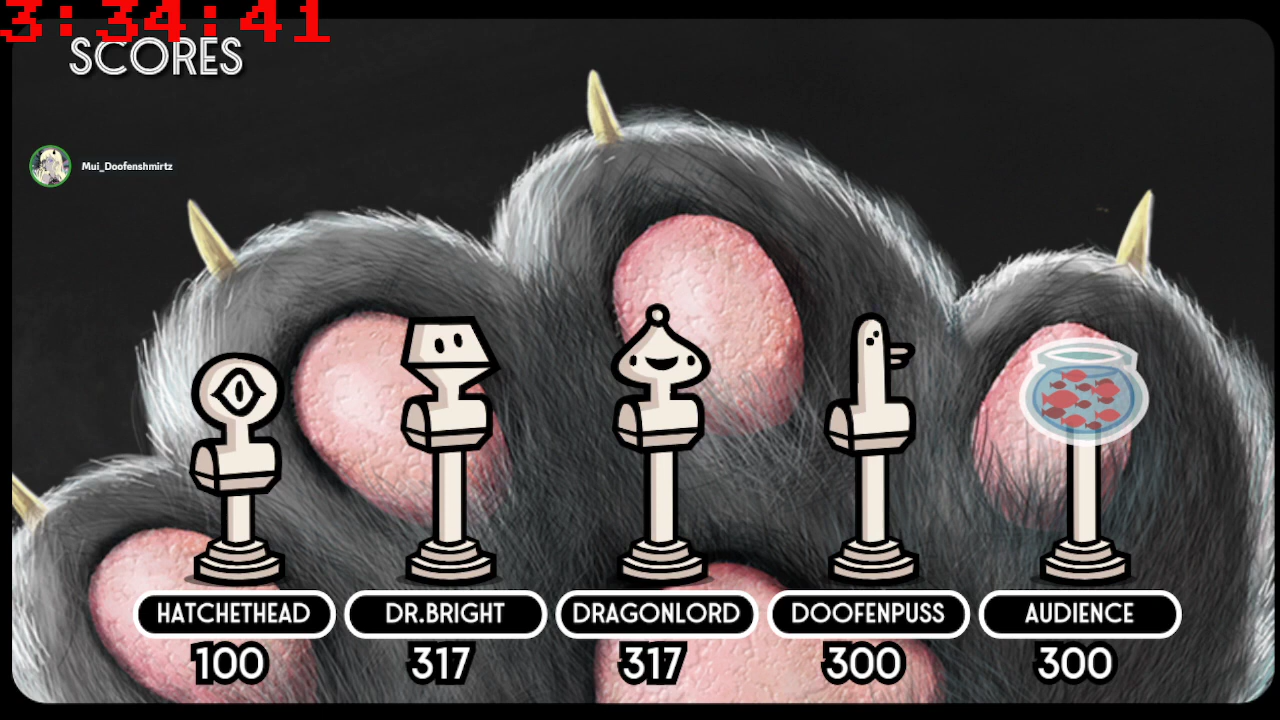 3:34:41
SCORES
Mui_Doofenshmirtz
HATCHETHEAD DR.BRIGHT DRAGONLORD DOOFENPUSS AUDIENCE
100 317 317 300 300